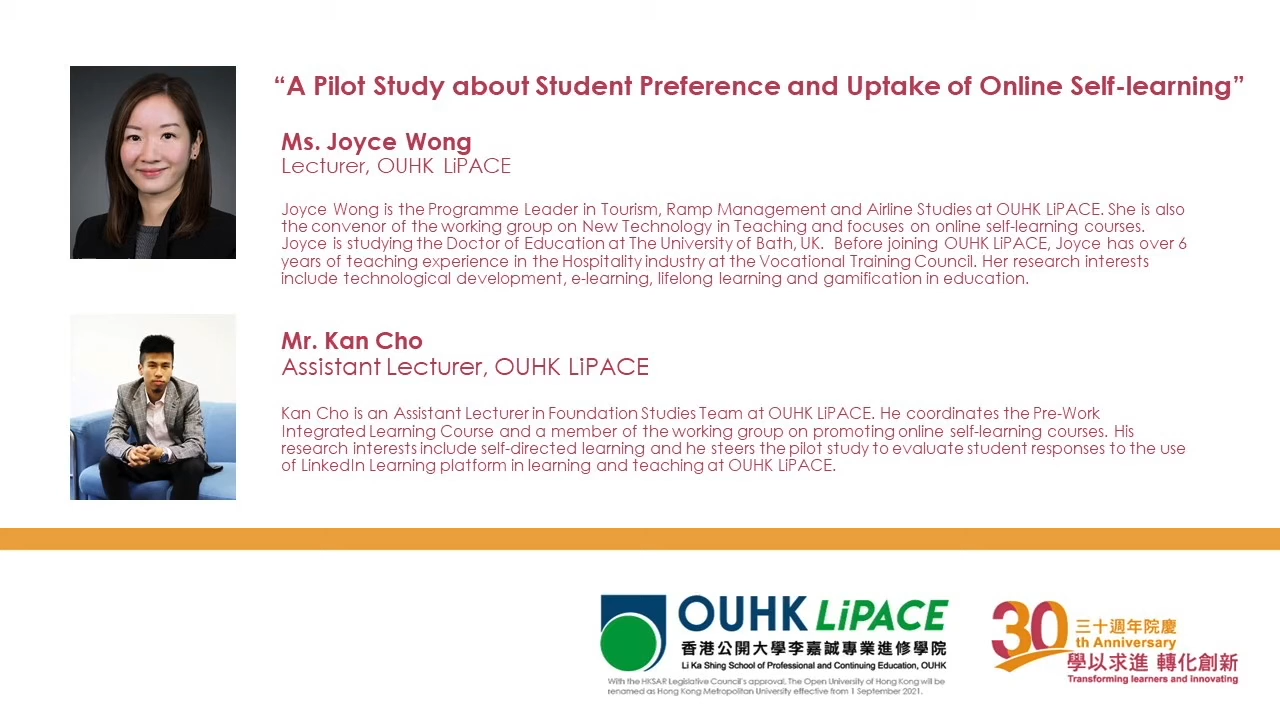 “A Pilot Study about Student Preference and Uptake of Online Self-learning”
Ms. Joyce Wong
Lecturer, OUHK LiPACE
Joyce Wong is the Programme Leader in Tourism, Ramp Management and Airline Studies at OUHK LiPACE. She is also
the convenor of the working group on New Technology in Teaching and focuses on online self-learning courses.
Joyce is studying the Doctor of Education at The University of Bath, UK. Before joining OUHK LiPACE, Joyce has over 6
years of teaching experience in the Hospitality industry at the Vocational Training Council. Her research interests
include technological development, e-learning, lifelong learning and gamification in education.
Mr. Kan Cho
Assistant Lecturer, OUHK LiPACE
Kan Cho is an Assistant Lecturer in Foundation Studies Team at OUHK LiPACE. He coordinates the Pre-Work
Integrated Learning Course and a member of the working group on promoting online self-learning courses. His
research interests include self-directed learning and he steers the pilot study to evaluate student responses to the use
of LinkedIn Learning platform in learning and teaching at OUHK LiPACE.
OUHK LiPACE
香港公開大學李嘉誠專業進修學院
Li Ka Shing School of Professional and Continuing Education, OUHK
With the HKSAR Legislative Council's approval, The Open University of Hong Kong will be
renamed as Hong Kong Metropolitan University effective from 1 September 2021.
30 三十週年院慶
th Anniversary
學以求進 轉化創新
Transforming learners and innovating